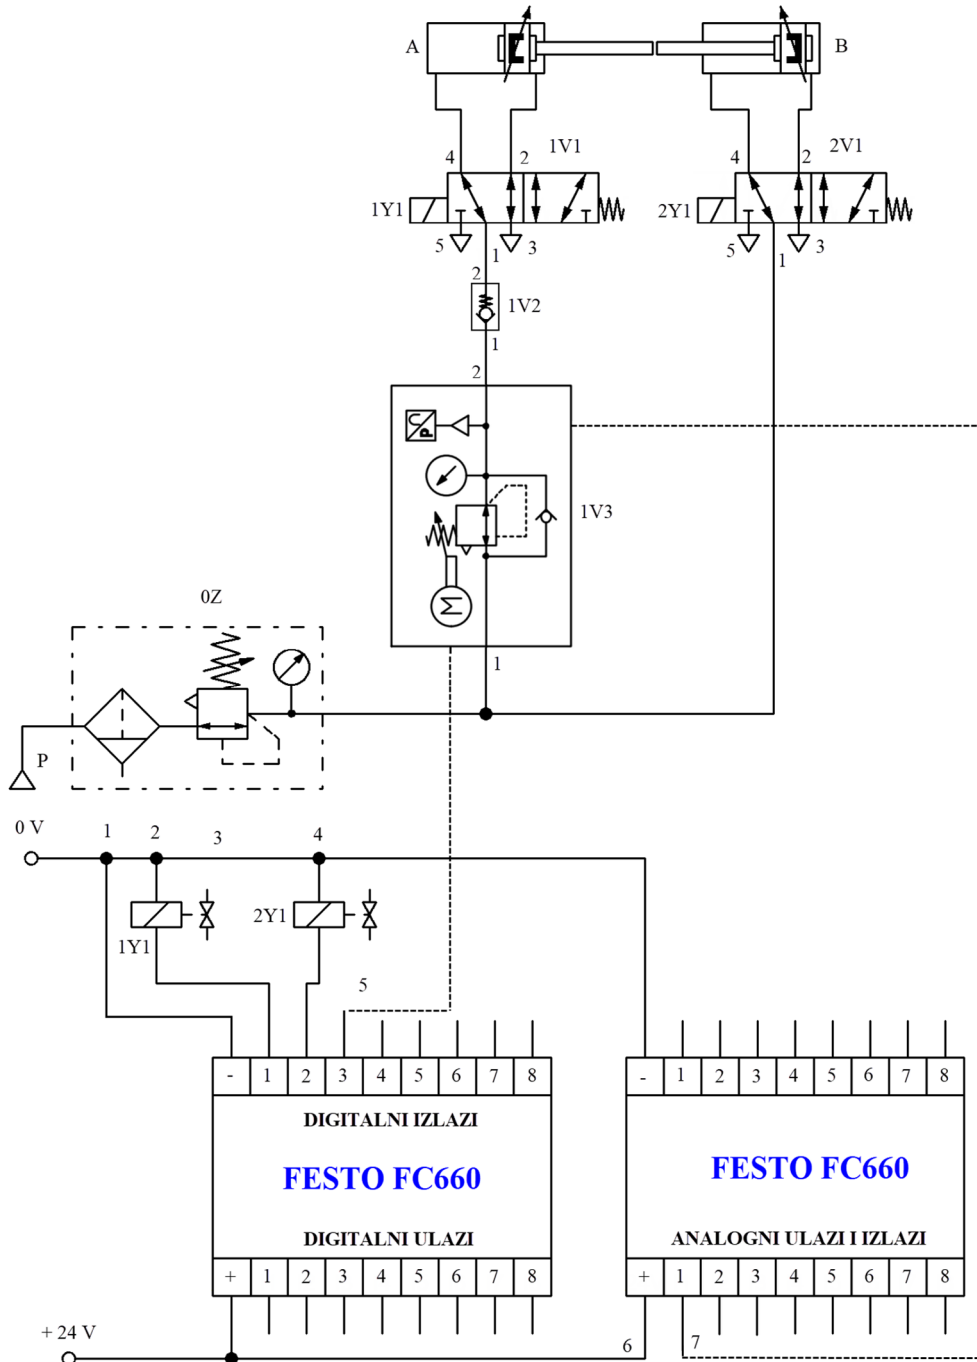 A B
4 2 1V1 4 2 2V1
1Y1 2Y1
5 3 5 3
1 1
2
1V2
1
2
P
1V3
M
0Z
1
P
0 V 1 2 3 4
2Y1
1Y1
5
- 1 2 3 4 5 6 7 8 - 1 2 3 4 5 6 7 8
DIGITALNI IZLAZI
FESTO FC660 FESTO FC660
DIGITALNI ULAZI ANALOGNI ULAZI I IZLAZI
+ 1 2 3 4 5 6 7 8 + 1 2 3 4 5 6 7 8
+ 24 V 6 7